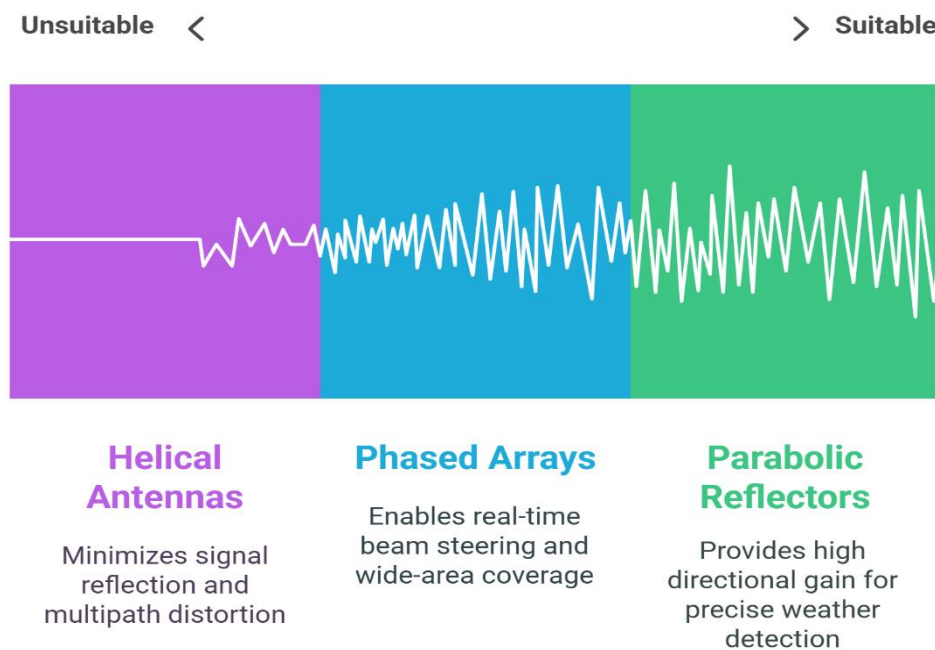 Unsuitable < > Suitable
Helical
Antennas
Minimizes signal
reflection and
multipath distortion
Phased Arrays
Enables real-time
beam steering and
wide-area coverage
Parabolic
Reflectors
Provides high
directional gain for
precise weather
detection